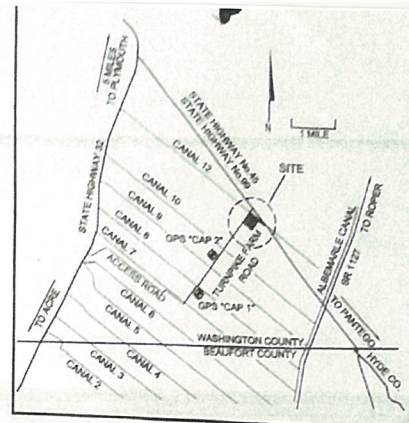 5 MILES
TO PLYMOUTH
STATE HIGHWAY 32
STATE HIGHWAY No.45
STATE HIGHWAY No.99
N
1 MILE
CANAL 12
SITE
CANAL 10
CANAL 9
CANAL 8
CANAL 7
GPS "CAP 2"
TURNPIKE FARM
ROAD
ALBEMARLE CANAL
SR 1127
TO ROPER
ACCESS ROAD
CANAL 6
GPS "CAP 1"
TO PANTEGO
TO ACRE
CANAL 5
WASHINGTON COUNTY
BEAUFORT COUNTY
HYDE CO.
CANAL 4
CANAL 3
CANAL 2